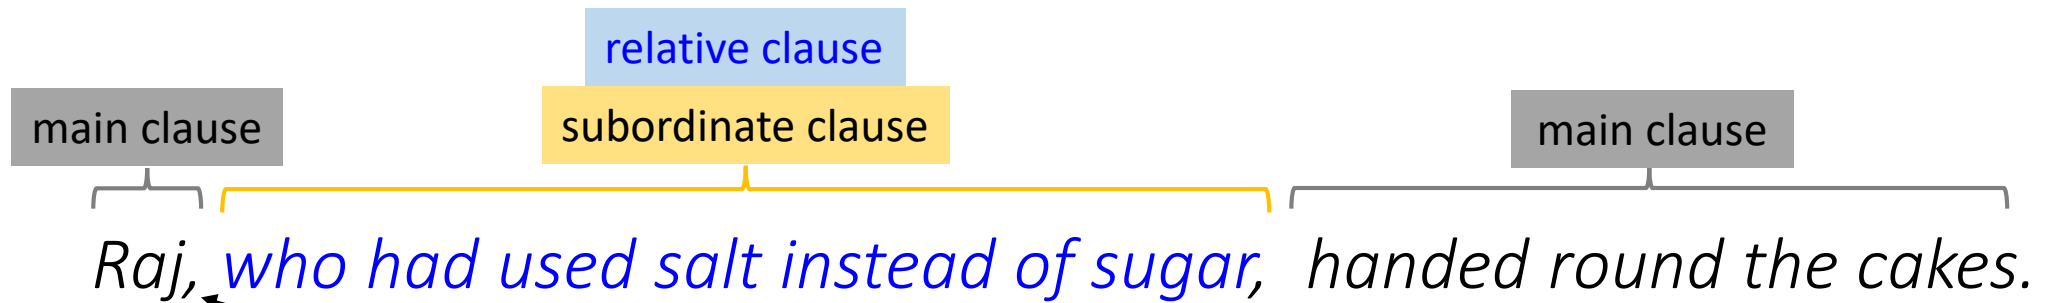 relative clause
main clause
subordinate clause
main clause
Raj, who had used salt instead of sugar, handed round the cakes.